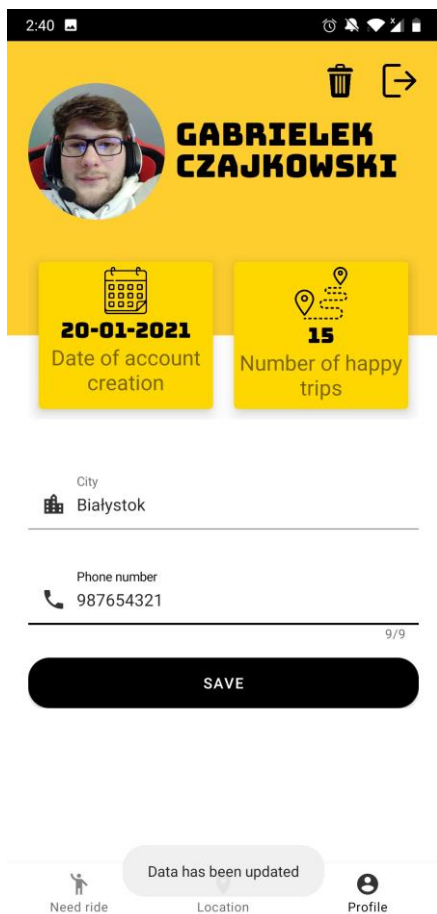 2:40
GABRIELEK
CZAJKOWSKI
20-01-2021
Date of account
creation
15
Number of happy
trips
City
Białystok
Phone number
987654321
9/9
SAVE
Data has been updated
Need ride
Location
Profile